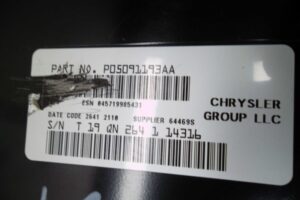 PART NO. P05091193AA
ESN 045719985431
CHRYSLER
GROUP LLC
DATE CODE 2641 2110 SUPPLIER 64469S
S/N T 19 QN 264 1 14316